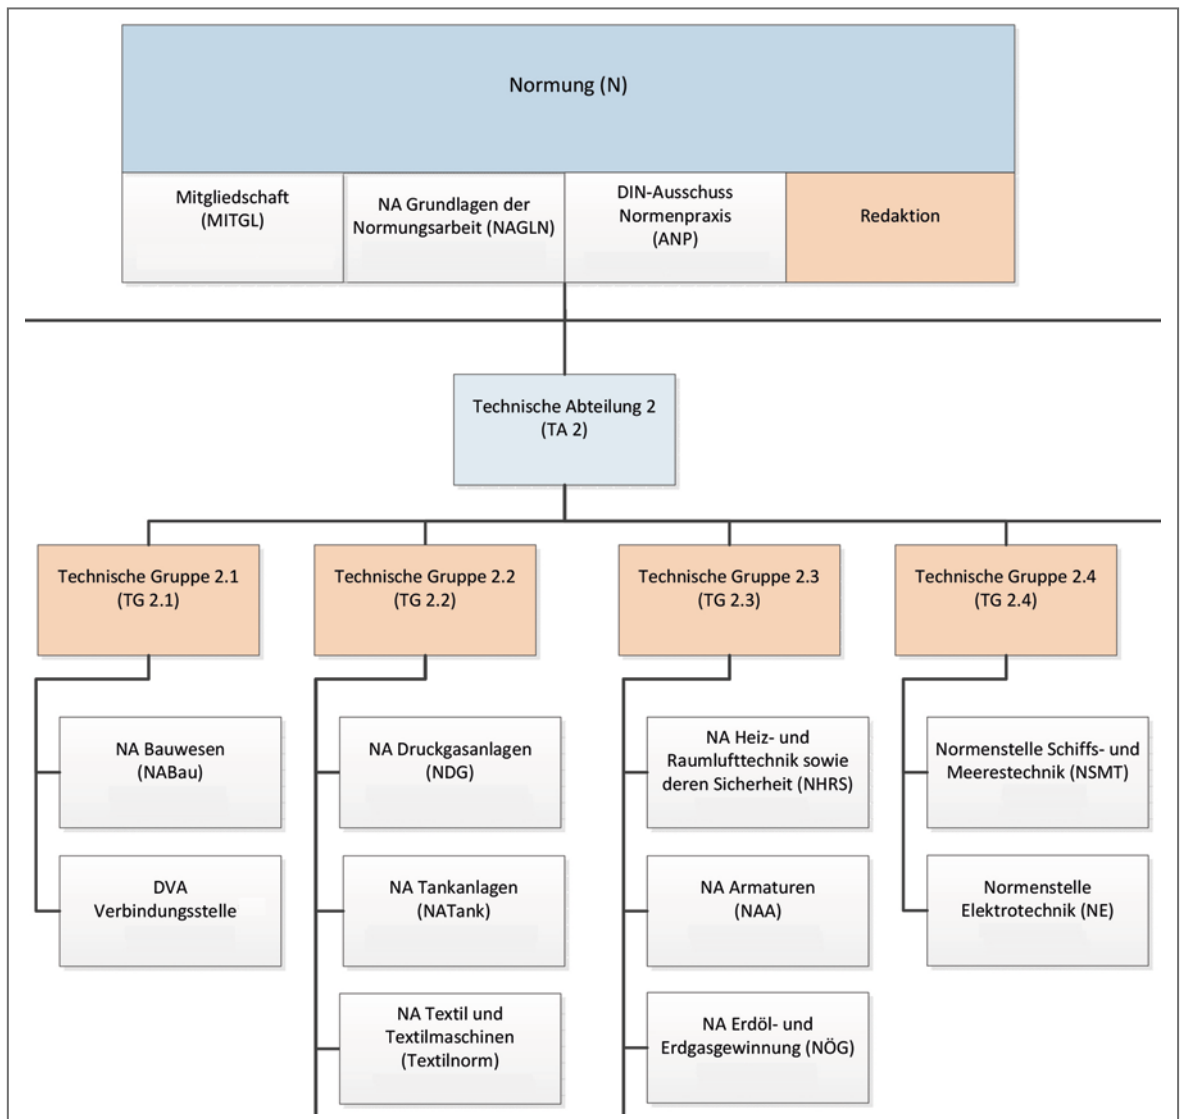 Normung (N)
Mitgliedschaft
(MITGL)
NA Grundlagen der
Normungsarbeit (NAGLN)
DIN-Ausschuss
Normenpraxis
(ANP)
Redaktion
Technische Abteilung 2
(TA 2)
Technische Gruppe 2.1
(TG 2.1)
Technische Gruppe 2.2
(TG 2.2)
Technische Gruppe 2.3
(TG 2.3)
Technische Gruppe 2.4
(TG 2.4)
NA Bauwesen
(NABau)
NA Druckgasanlagen
(NDG)
NA Heiz- und
Raumlufttechnik sowie
deren Sicherheit (NHRS)
Normenstelle Schiffs- und
Meerestechnik (NSMT)
DVA
Verbindungsstelle
NA Tankanlagen
(NATank)
NA Armaturen
(NAA)
Normenstelle
Elektrotechnik (NE)
NA Textil und
Textilmaschinen
(Textilnorm)
NA Erdöl- und
Erdgasgewinnung (NÖG)